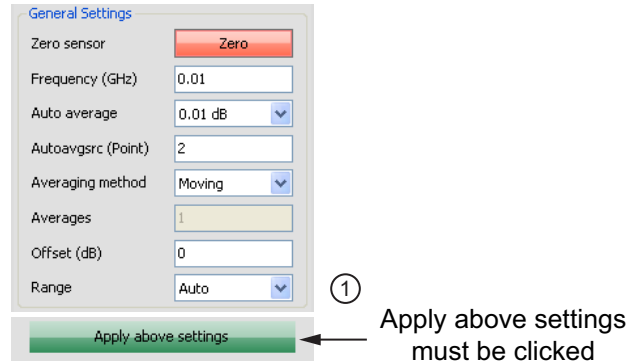 General Settings
Zero sensor Zero
Frequency (GHz) 0.01
Auto average 0.01 dB
Autoavgsrc (Point) 2
Averaging method Moving
Averages 1
Offset (dB) 0
Range Auto
1
Apply above settings
Apply above settings
must be clicked